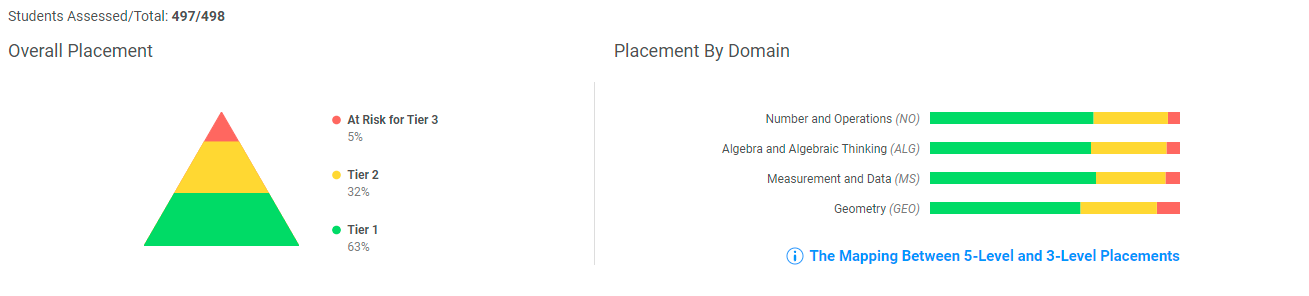 Students Assessed/Total: 497/498
Overall Placement
At Risk for Tier 3
5%
Tier 2
32%
Tier 1
63%
Placement By Domain
Number and Operations (NO)
Algebra and Algebraic Thinking (ALG)
Measurement and Data (MS)
Geometry (GEO)
The Mapping Between 5-Level and 3-Level Placements